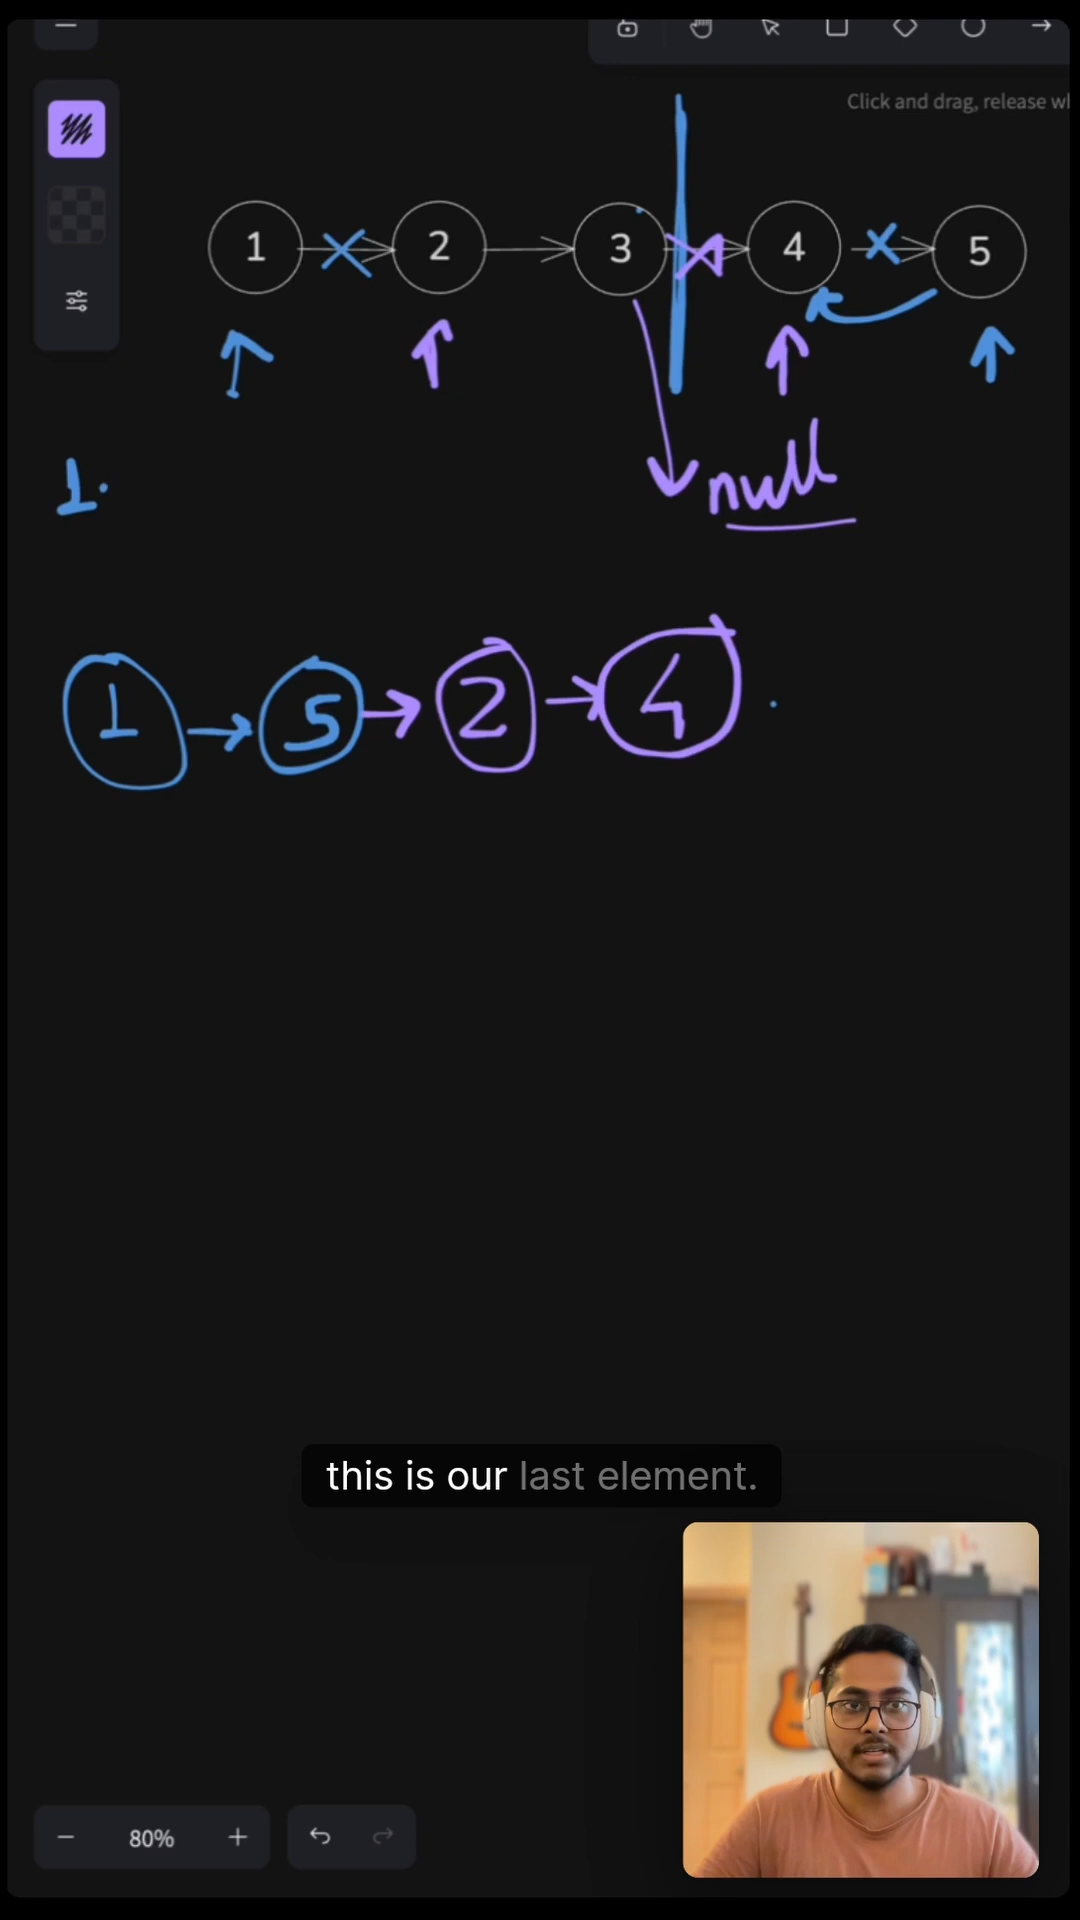 Click and drag, release wl
1 2 3 4 5
null
1.
1 5 2 4
this is our last element.
80%